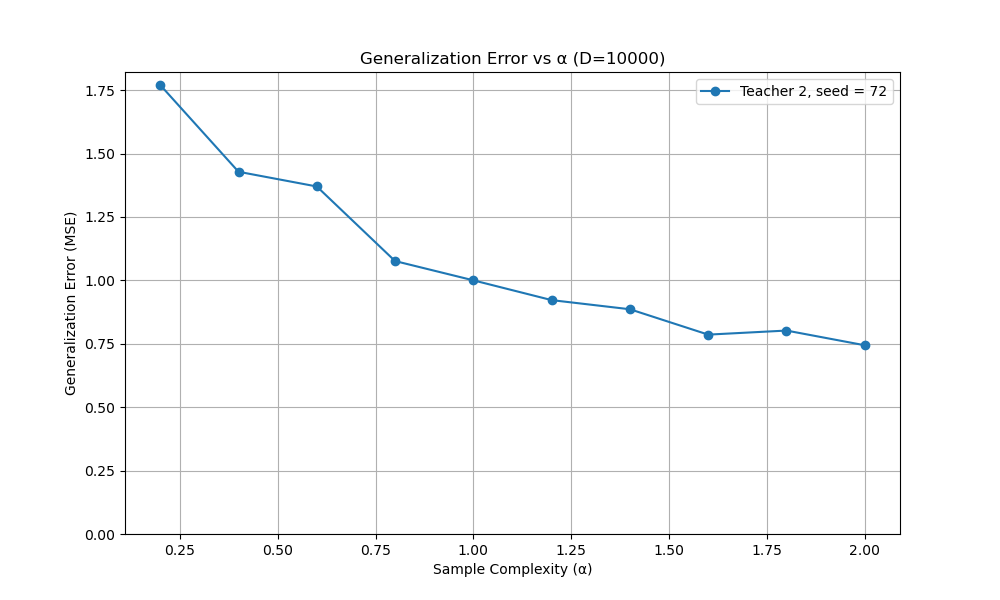 Generalization Error vs α (D=10000)
Teacher 2, seed = 72
Generalization Error (MSE)
1.75
1.50
1.25
1.00
0.75
0.50
0.25
0.00
0.25 0.50 0.75 1.00 1.25 1.50 1.75 2.00
Sample Complexity (α)